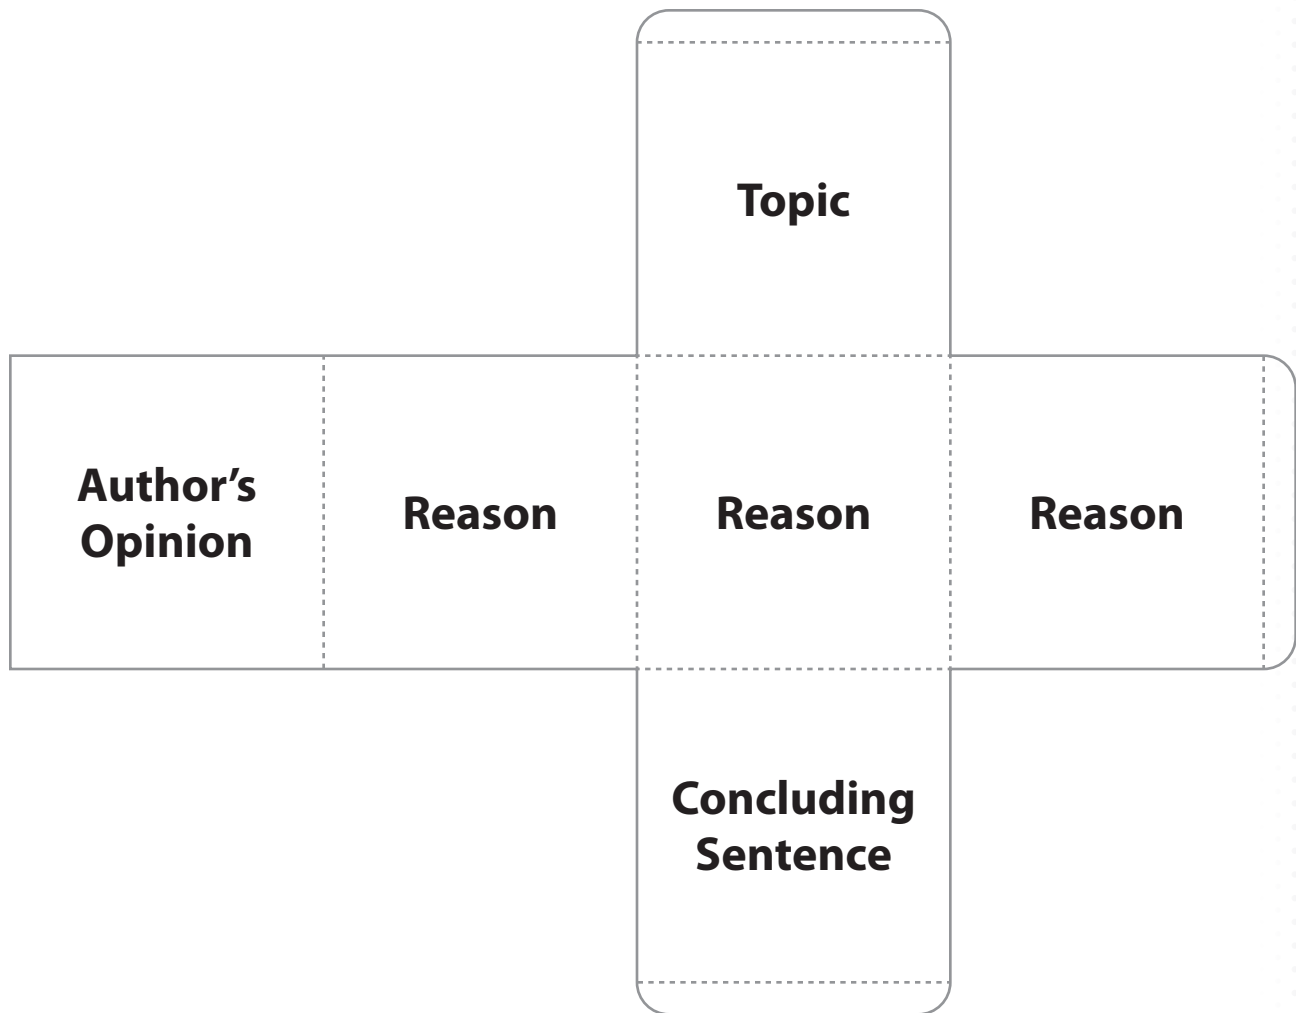 Topic
Author’s
Opinion
Reason
Reason
Reason
Concluding
Sentence